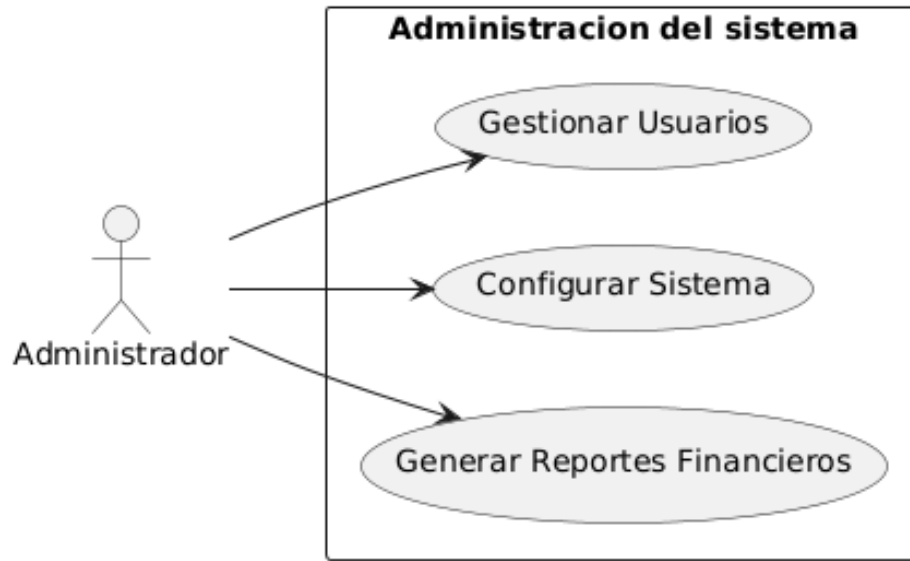 Administracion del sistema
Gestionar Usuarios
Configurar Sistema
Administrador
Generar Reportes Financieros